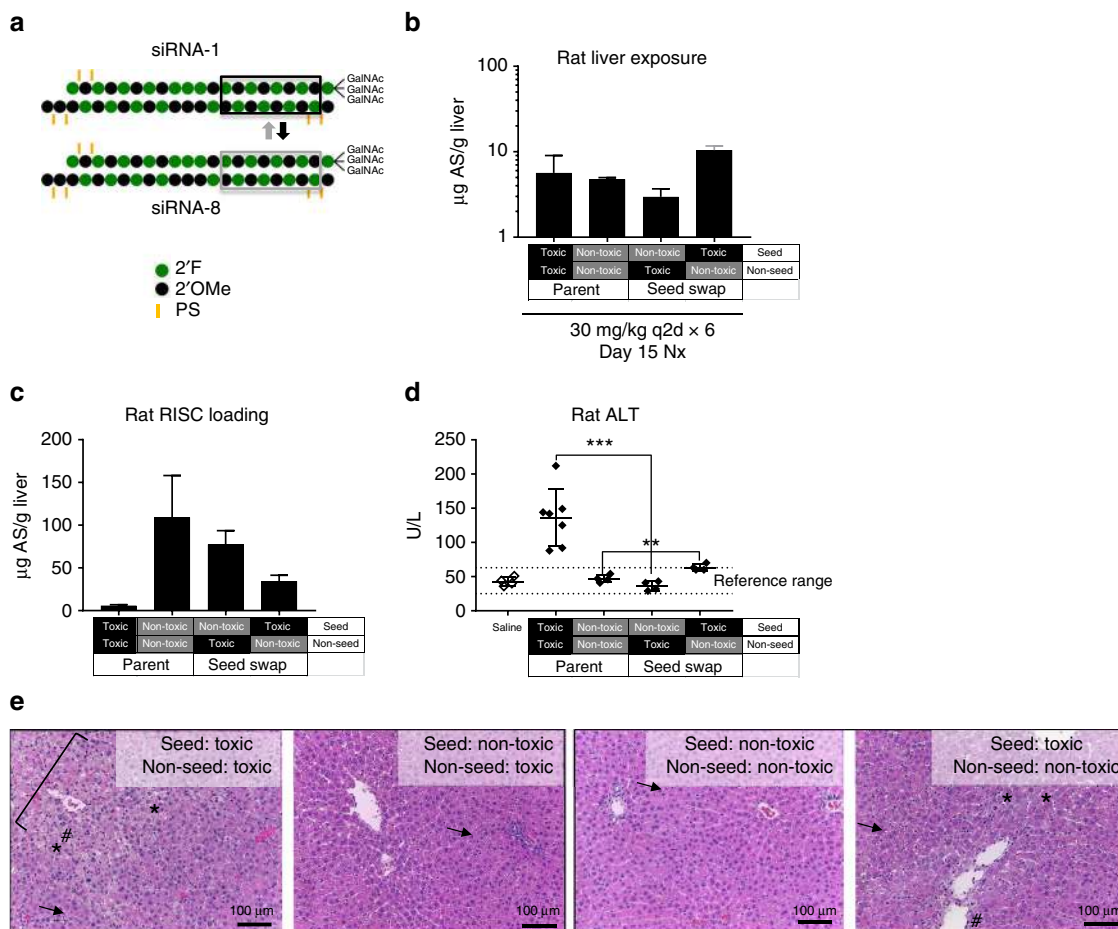 a
siRNA-1
GalNAc
GalNAc
GalNAc
GalNAc
GalNAc
GalNAc
siRNA-8
2′F
2′OMe
PS
b
Rat liver exposure
µg AS/g liver
100
10
1
Toxic Non-toxic Non-toxic Toxic Seed
Toxic Non-toxic Toxic Non-toxic Non-seed
Parent Seed swap
30 mg/kg q2d × 6
Day 15 Nx
c
Rat RISC loading
µg AS/g liver
200
150
100
50
0
Toxic Non-toxic Non-toxic Toxic Seed
Toxic Non-toxic Toxic Non-toxic Non-seed
Parent Seed swap
d
Rat ALT
U/L
250
200
150
100
50
0
***
**
Reference range
Saline
Toxic Non-toxic Non-toxic Toxic Seed
Toxic Non-toxic Toxic Non-toxic Non-seed
Parent Seed swap
e
Seed: toxic
Non-seed: toxic
*
#
*
100 µm
Seed: non-toxic
Non-seed: toxic
100 µm
Seed: non-toxic
Non-seed: non-toxic
100 µm
Seed: toxic
Non-seed: non-toxic
* *
#
100 µm